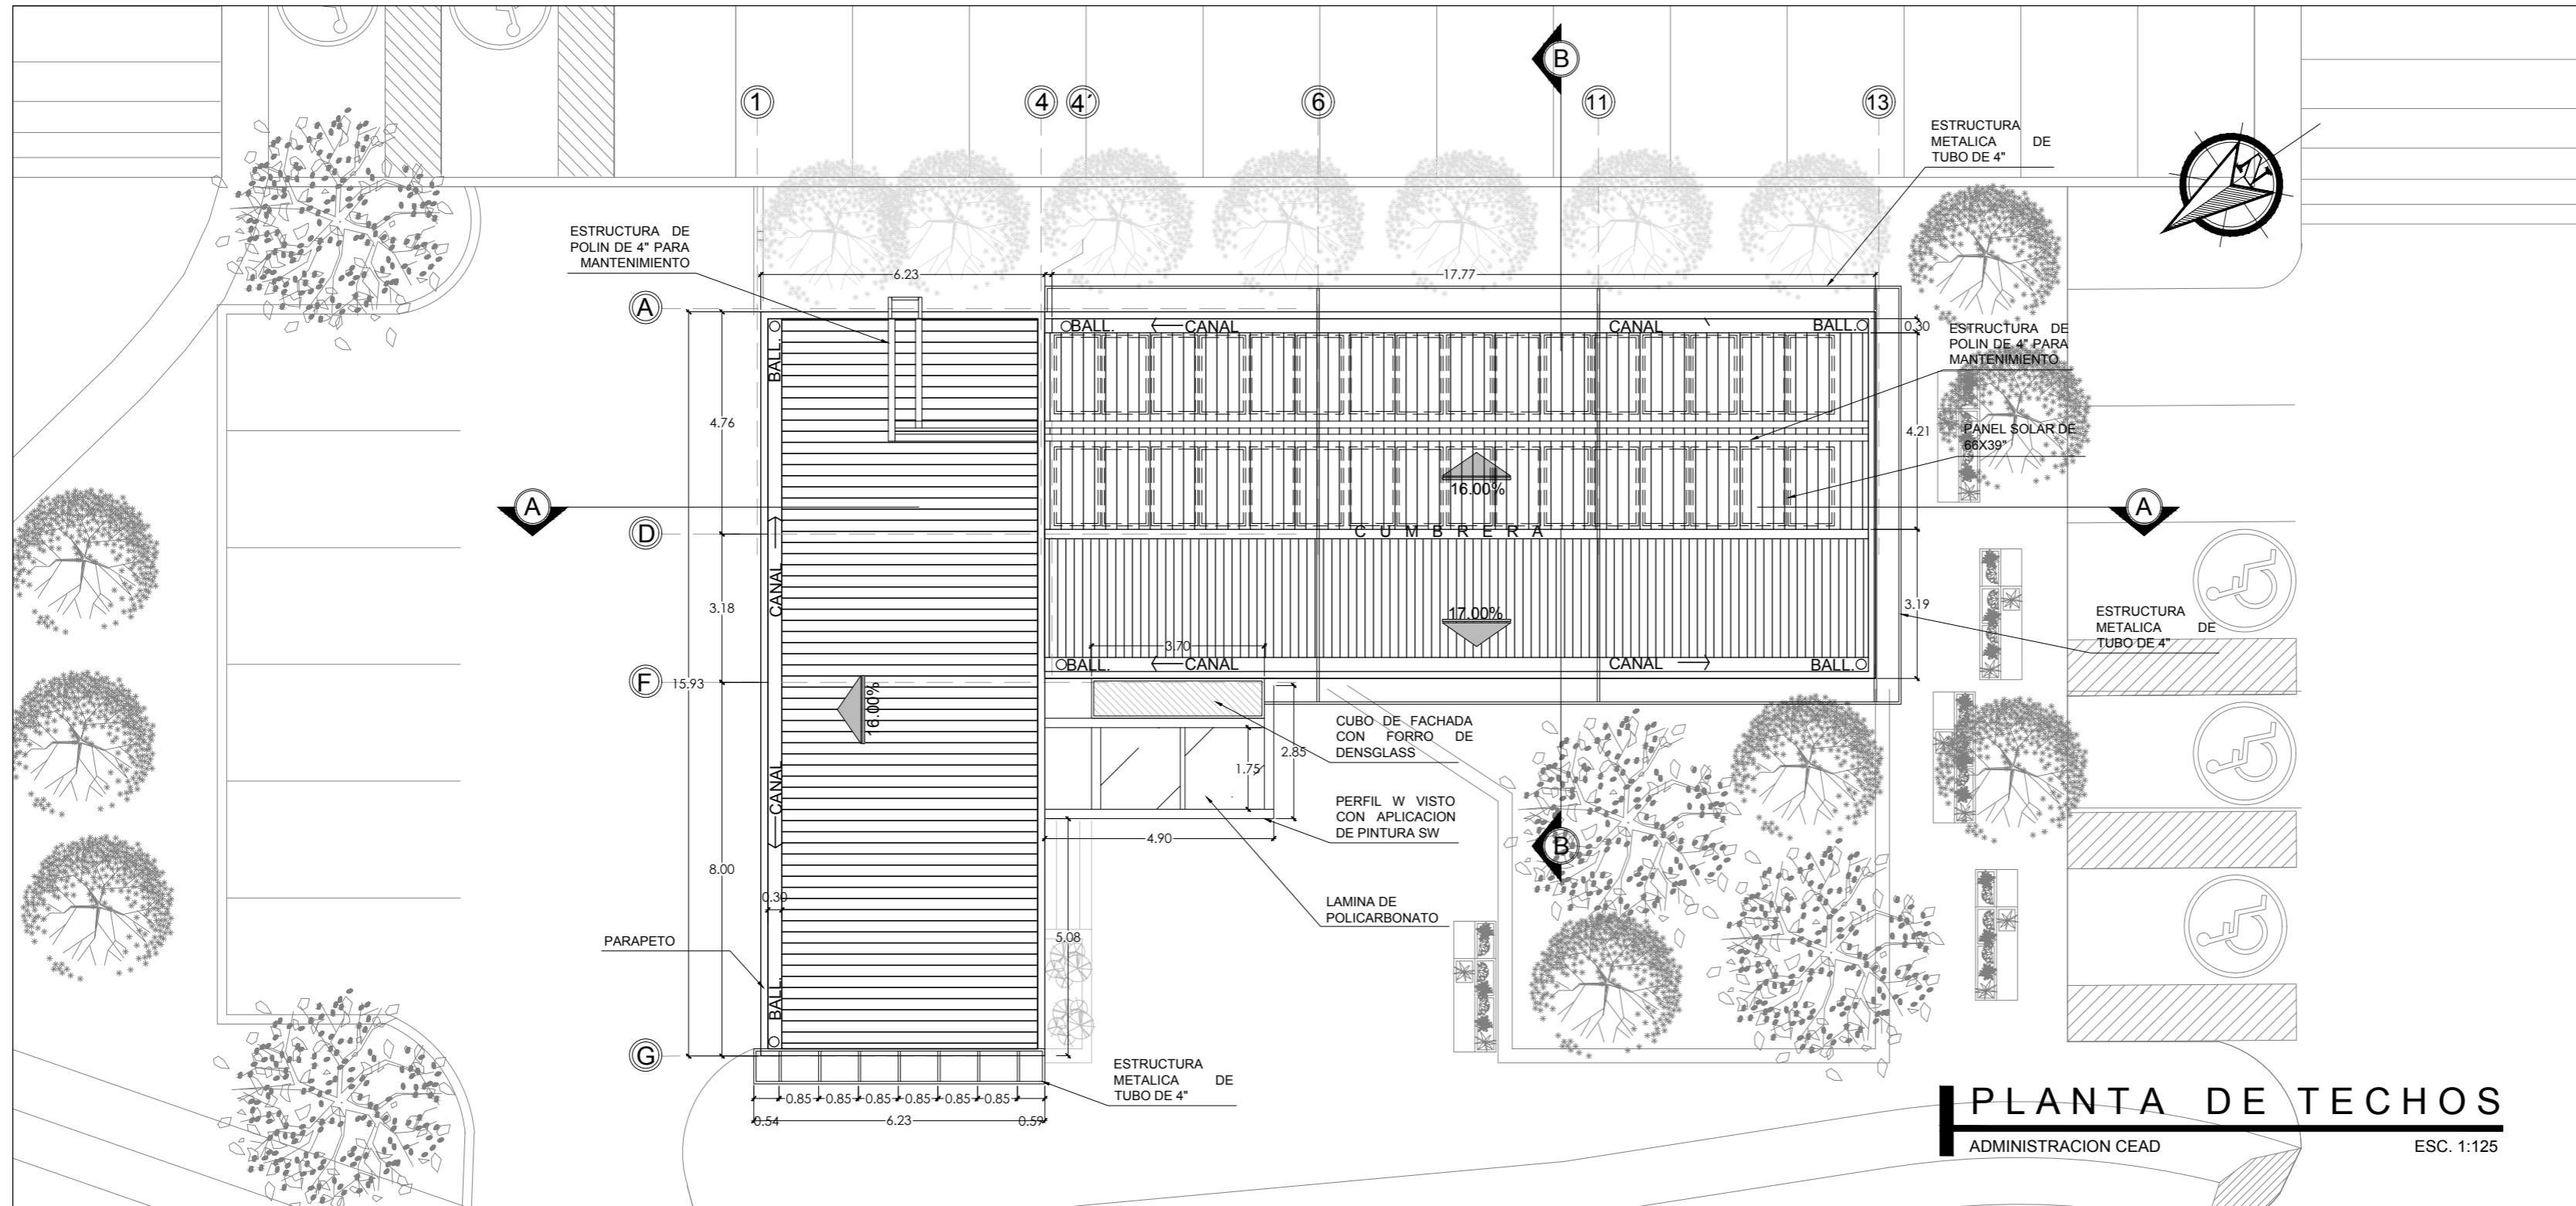 B
1
4
4´
6
11
13
ESTRUCTURA
METALICA DE
TUBO DE 4"
ESTRUCTURA DE
POLIN DE 4" PARA
MANTENIMIENTO
6.23
17.77
A
BALL.
BALL.
CANAL
CANAL
BALL.
0.30
ESTRUCTURA DE
POLIN DE 4" PARA
MANTENIMIENTO
4.76
4.21
PANEL SOLAR DE
66X39"
16.00%
A
A
D
CUMBRERA
CANAL
3.18
17.00%
3.19
ESTRUCTURA
METALICA DE
TUBO DE 4"
3.70
BALL.
CANAL
CANAL
BALL.
F
15.93
16.00%
CUBO DE FACHADA
CON FORRO DE
DENSGLASS
2.85
1.75
CANAL
PERFIL W VISTO
CON APLICACION
DE PINTURA SW
4.90
B
8.00
0.30
LAMINA DE
POLICARBONATO
PARAPETO
5.08
BALL.
G
ESTRUCTURA
METALICA DE
TUBO DE 4"
0.85 0.85 0.85 0.85 0.85 0.85
0.54
6.23
0.59
PLANTA DE TECHOS
ADMINISTRACION CEAD
ESC. 1:125